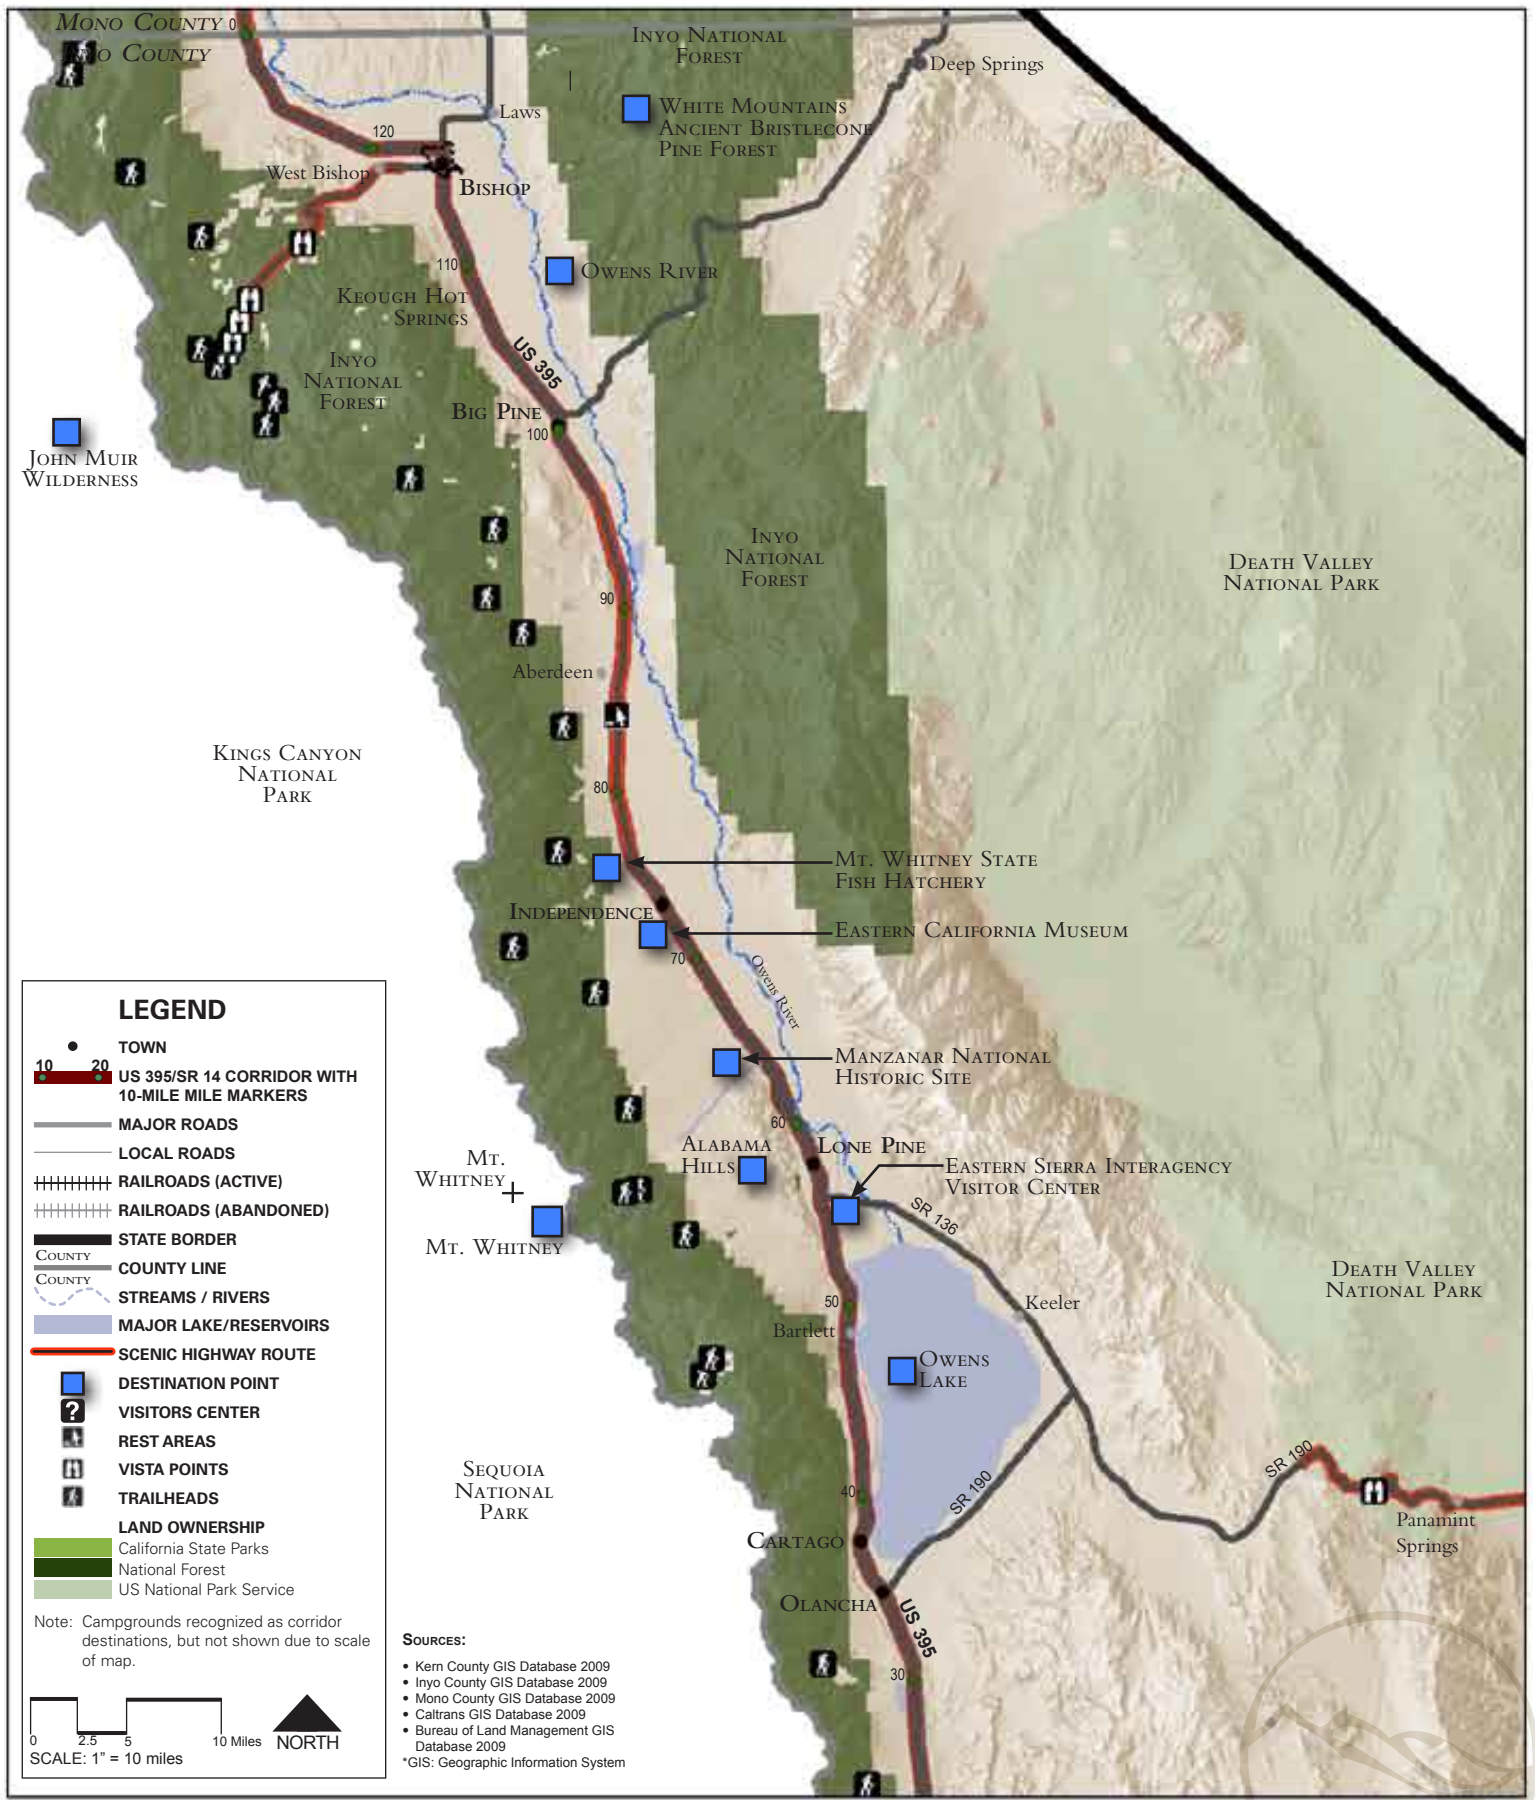 MONO COUNTY 0
INYO COUNTY
INYO NATIONAL
FOREST
Deep Springs
WHITE MOUNTAINS
ANCIENT BRISTLECONE
PINE FOREST
Laws
120
West Bishop
BISHOP
110
OWENS RIVER
KEOUGH HOT
SPRINGS
US 395
INYO
NATIONAL
FOREST
BIG PINE
100
JOHN MUIR
WILDERNESS
INYO
NATIONAL
FOREST
DEATH VALLEY
NATIONAL PARK
90
Aberdeen
KINGS CANYON
NATIONAL
PARK
80
MT. WHITNEY STATE
FISH HATCHERY
INDEPENDENCE
EASTERN CALIFORNIA MUSEUM
70
Owens River
MANZANAR NATIONAL
HISTORIC SITE
60
ALABAMA
HILLS
LONE PINE
MT.
WHITNEY
EASTERN SIERRA INTERAGENCY
VISITOR CENTER
SR 136
MT. WHITNEY
DEATH VALLEY
NATIONAL PARK
50
Keeler
Bartlett
OWENS
LAKE
SEQUOIA
NATIONAL
PARK
40
SR 190
SR 190
Panamint
Springs
CARTAGO
OLANCHA
US 395
30
LEGEND
TOWN
10 20
US 395/SR 14 CORRIDOR WITH
10-MILE MILE MARKERS
MAJOR ROADS
LOCAL ROADS
RAILROADS (ACTIVE)
RAILROADS (ABANDONED)
STATE BORDER
COUNTY
COUNTY LINE
COUNTY
STREAMS / RIVERS
MAJOR LAKE/RESERVOIRS
SCENIC HIGHWAY ROUTE
DESTINATION POINT
? VISITORS CENTER
REST AREAS
VISTA POINTS
TRAILHEADS
LAND OWNERSHIP
California State Parks
National Forest
US National Park Service
Note: Campgrounds recognized as corridor
destinations, but not shown due to scale
of map.
0 2.5 5 10 Miles
NORTH
SCALE: 1" = 10 miles
SOURCES:
• Kern County GIS Database 2009
• Inyo County GIS Database 2009
• Mono County GIS Database 2009
• Caltrans GIS Database 2009
• Bureau of Land Management GIS
Database 2009
*GIS: Geographic Information System